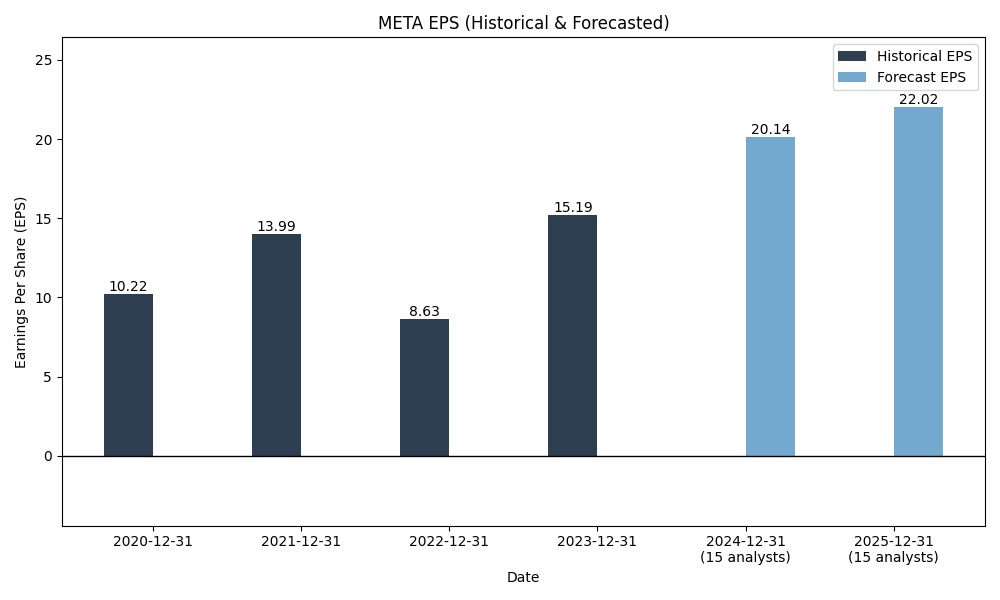 META EPS (Historical & Forecasted)
Historical EPS
Forecast EPS
Earnings Per Share (EPS)
25
20
15
10
5
0
10.22
13.99
8.63
15.19
20.14
22.02
2020-12-31
2021-12-31
2022-12-31
2023-12-31
2024-12-31
(15 analysts)
2025-12-31
(15 analysts)
Date